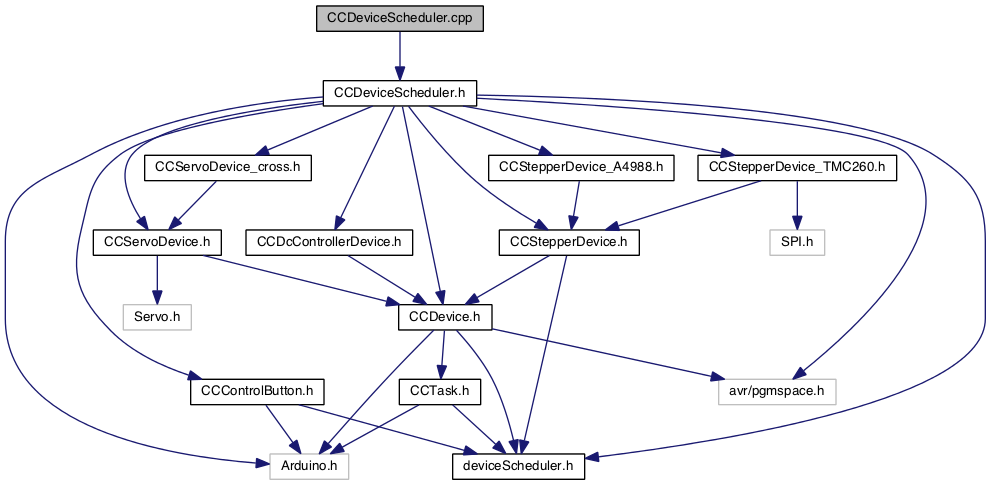 CCDeviceScheduler.cpp
CCDeviceScheduler.h
CCServoDevice_cross.h
CCStepperDevice_A4988.h
CCStepperDevice_TMC260.h
CCServoDevice.h
CCDcControllerDevice.h
CCStepperDevice.h
SPI.h
Servo.h
CCDevice.h
CCControlButton.h
CCTask.h
avr/pgmspace.h
Arduino.h
deviceScheduler.h